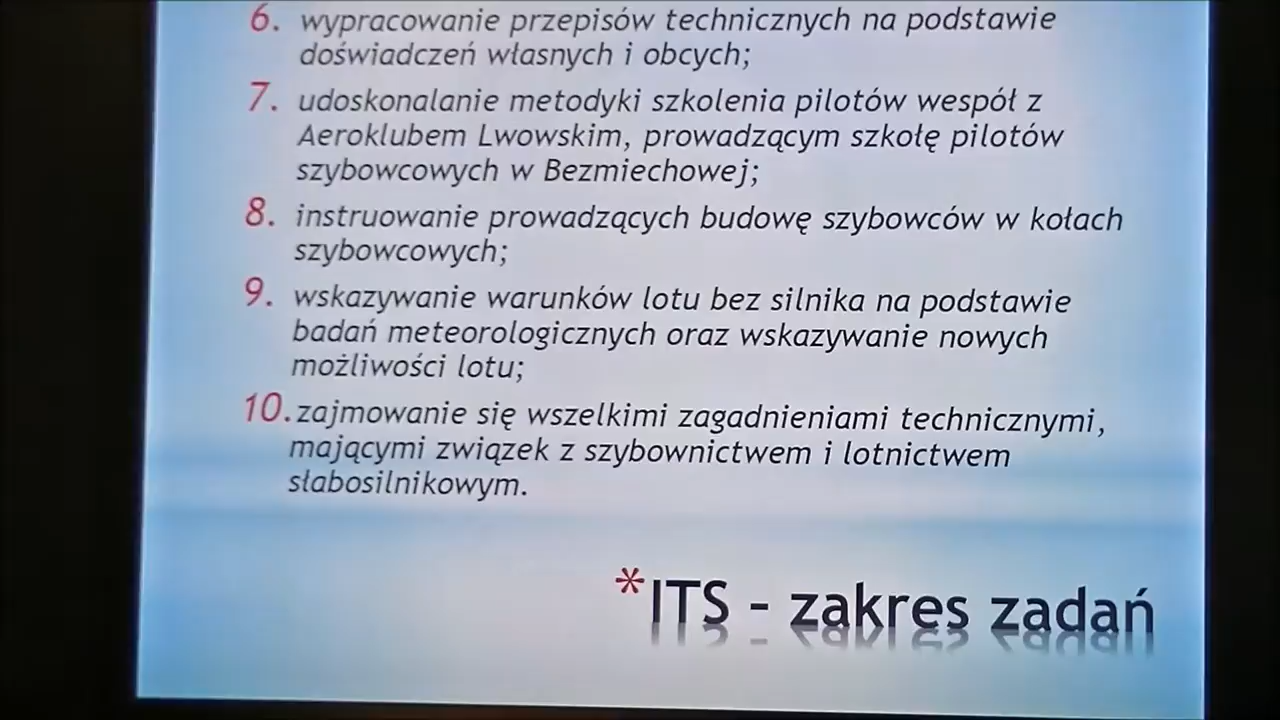 6. wypracowanie przepisów technicznych na podstawie
doświadczeń własnych i obcych;
7. udoskonalanie metodyki szkolenia pilotów wespół z
Aeroklubem Lwowskim, prowadzącym szkołę pilotów
szybowcowych w Bezmiechowej;
8. instruowanie prowadzących budowę szybowców w kołach
szybowcowych;
9. wskazywanie warunków lotu bez silnika na podstawie
badań meteorologicznych oraz wskazywanie nowych
możliwości lotu;
10. zajmowanie się wszelkimi zagadnieniami technicznymi,
mającymi związek z szybownictwem i lotnictwem
słabosilnikowym.
*ITS - zakres zadań